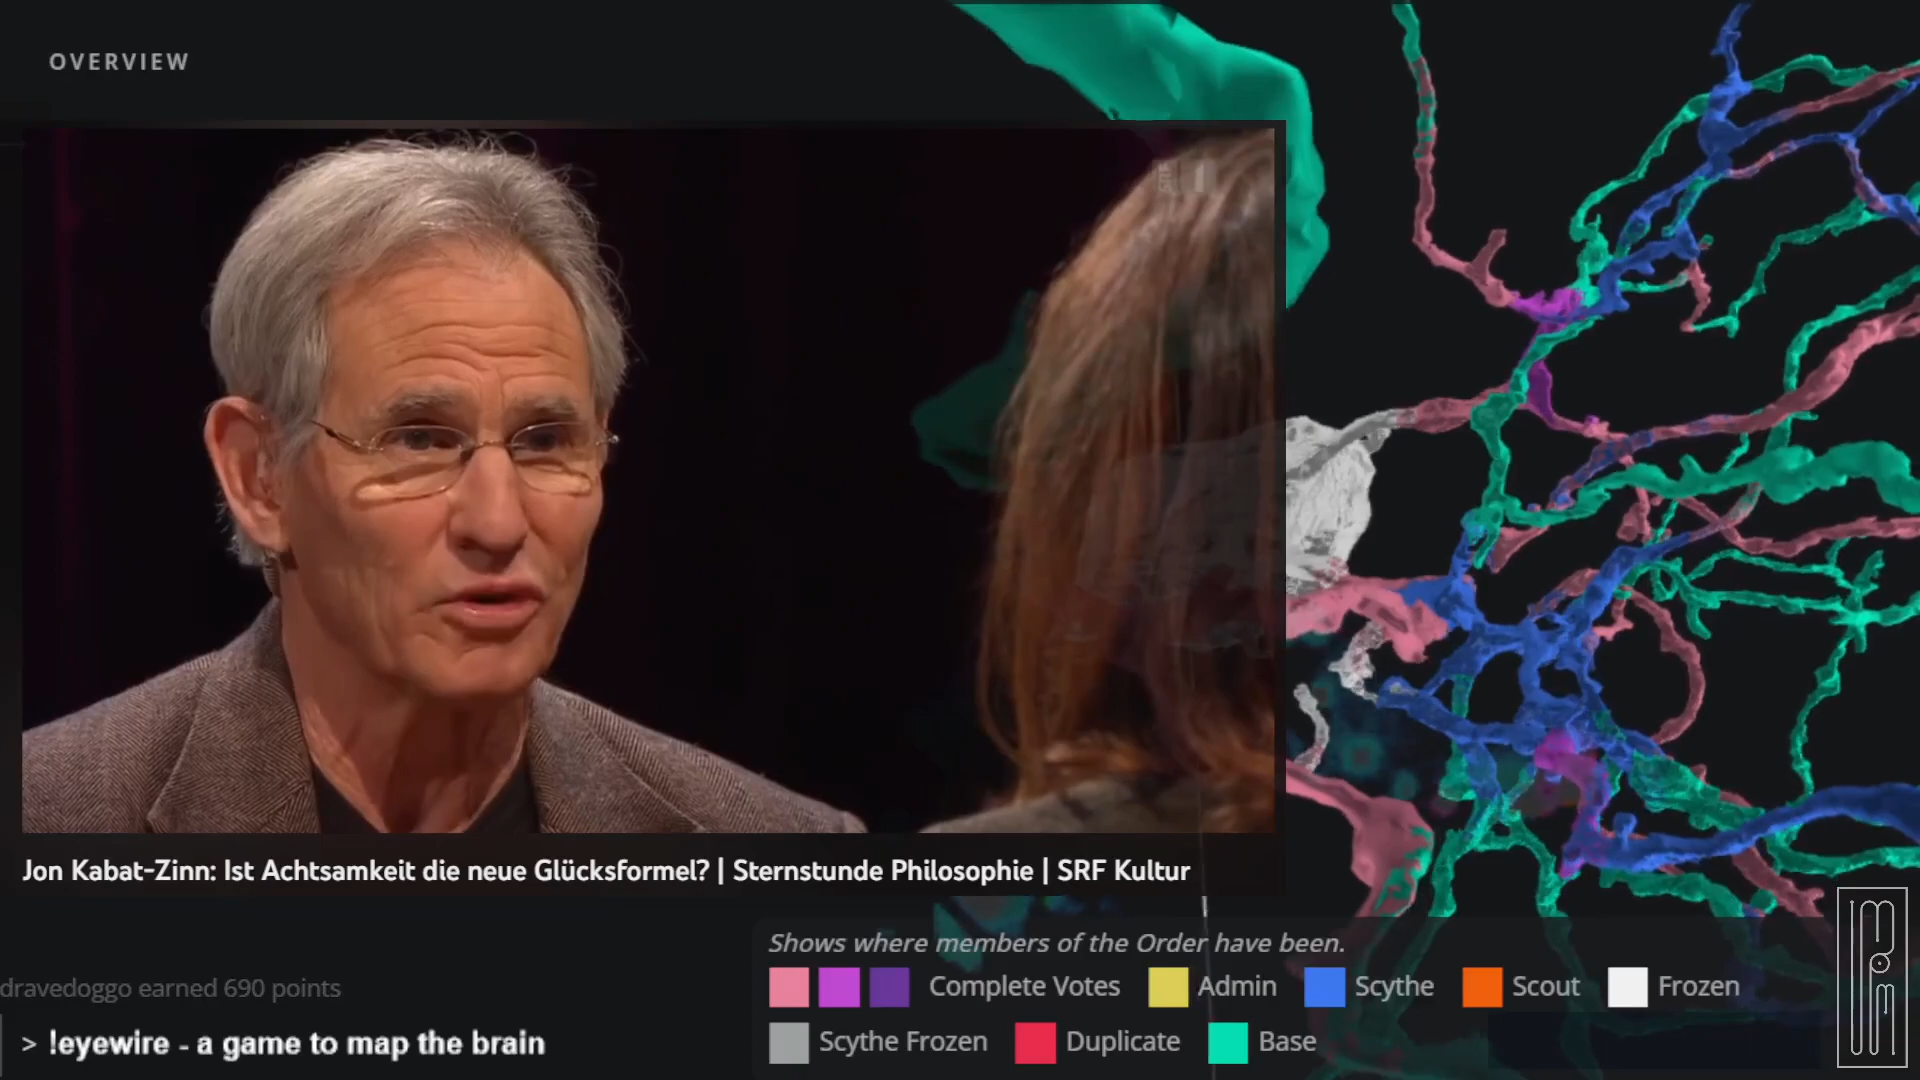 OVERVIEW
Jon Kabat-Zinn: Ist Achtsamkeit die neue Glücksformel? | Sternstunde Philosophie | SRF Kultur
Shows where members of the Order have been.
Complete Votes Admin Scythe Scout Frozen
Scythe Frozen Duplicate Base
dravedoggo earned 690 points
> !eyewire - a game to map the brain